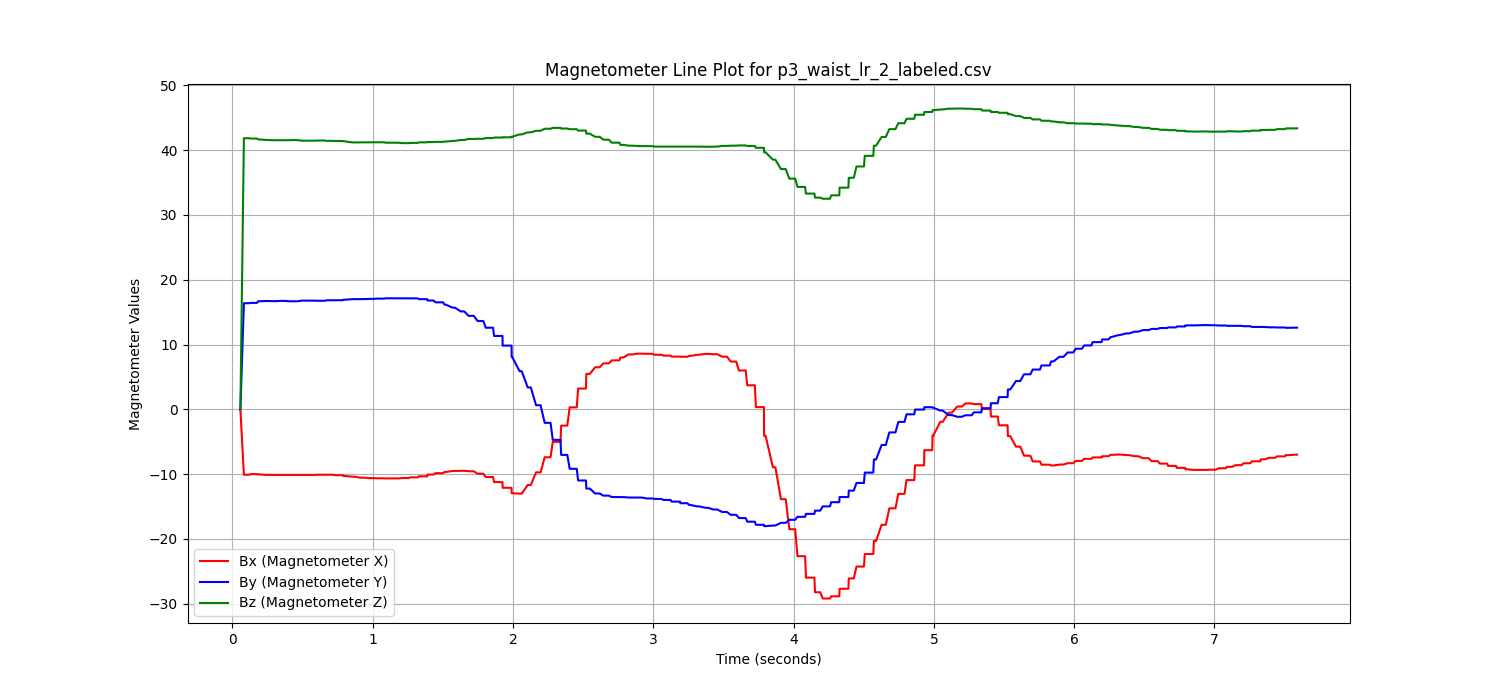 Magnetometer Line Plot for p3_waist_lr_2_labeled.csv
50
40
30
20
10
0
−10
−20
−30
Magnetometer Values
Bx (Magnetometer X)
By (Magnetometer Y)
Bz (Magnetometer Z)
0 1 2 3 4 5 6 7
Time (seconds)